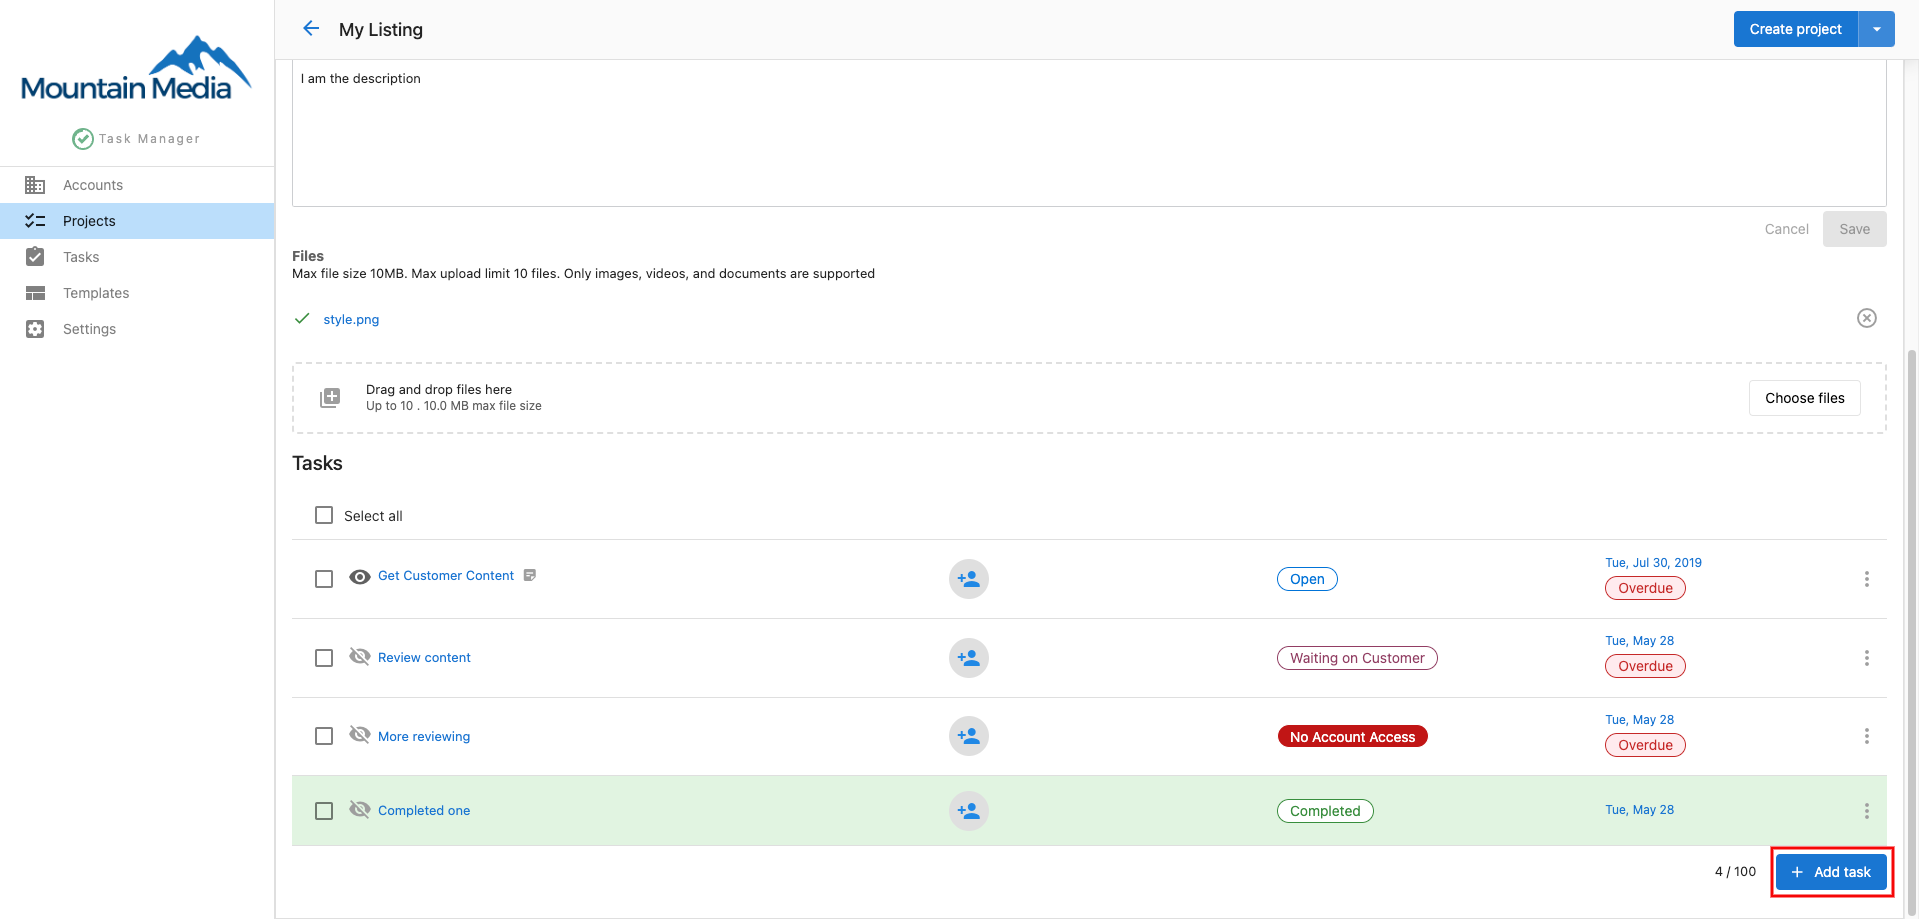 Mountain Media
Task Manager
Accounts
Projects
Tasks
Templates
Settings
My Listing
Create project
I am the description
Cancel
Save
Files
Max file size 10MB. Max upload limit 10 files. Only images, videos, and documents are supported
style.png
Drag and drop files here
Up to 10 . 10.0 MB max file size
Choose files
Tasks
Select all
Get Customer Content
Open
Tue, Jul 30, 2019
Overdue
Review content
Waiting on Customer
Tue, May 28
Overdue
More reviewing
No Account Access
Tue, May 28
Overdue
Completed one
Completed
Tue, May 28
4 / 100
+ Add task